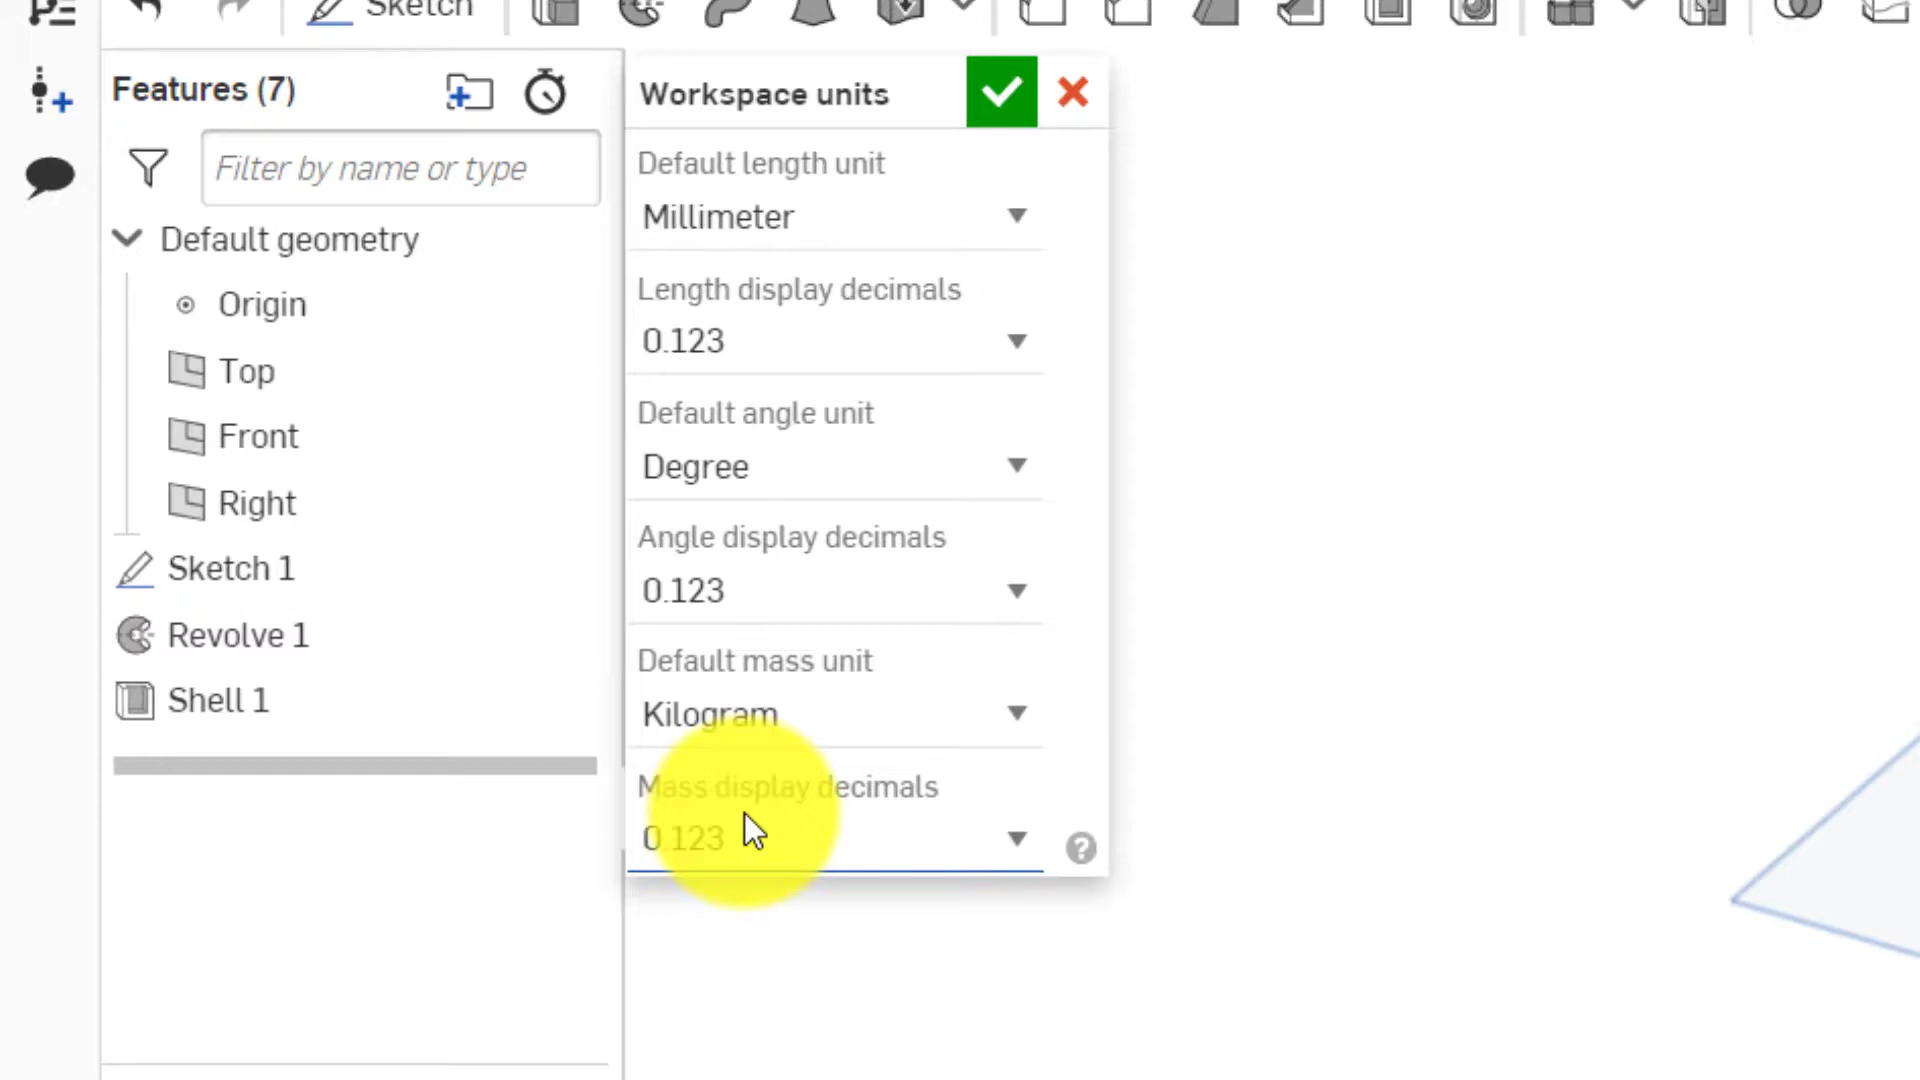 Sketch
Features (7)
Filter by name or type
Default geometry
Origin
Top
Front
Right
Sketch 1
Revolve 1
Shell 1
Workspace units
Default length unit
Millimeter
Length display decimals
0.123
Default angle unit
Degree
Angle display decimals
0.123
Default mass unit
Kilogram
Mass display decimals
0.123
?